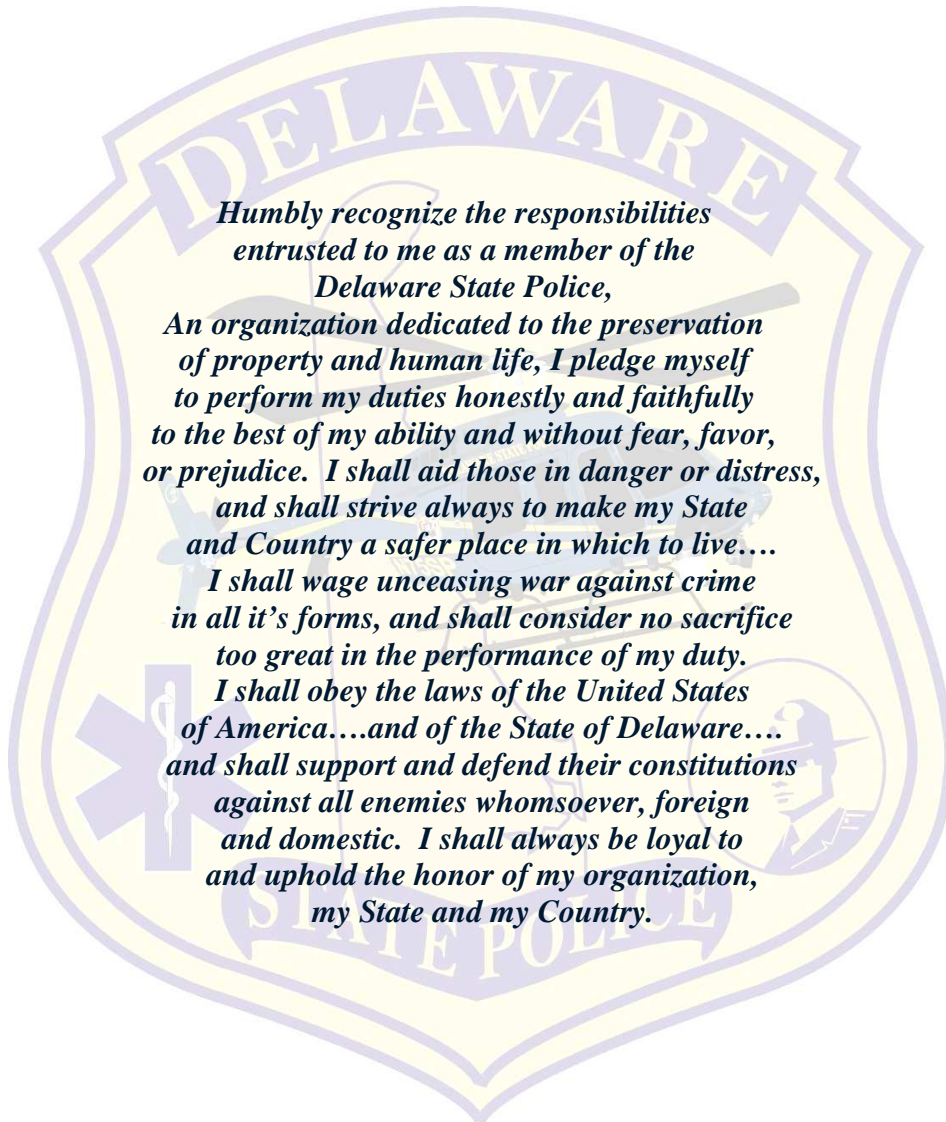 DELAWARE
Humbly recognize the responsibilities
entrusted to me as a member of the
Delaware State Police,
An organization dedicated to the preservation
of property and human life, I pledge myself
to perform my duties honestly and faithfully
to the best of my ability and without fear, favor,
or prejudice.  I shall aid those in danger or distress,
and shall strive always to make my State
and Country a safer place in which to live….
I shall wage unceasing war against crime
in all it’s forms, and shall consider no sacrifice
too great in the performance of my duty.
I shall obey the laws of the United States
of America….and of the State of Delaware….
and shall support and defend their constitutions
against all enemies whomsoever, foreign
and domestic.  I shall always be loyal to
and uphold the honor of my organization,
my State and my Country.
STATE POLICE